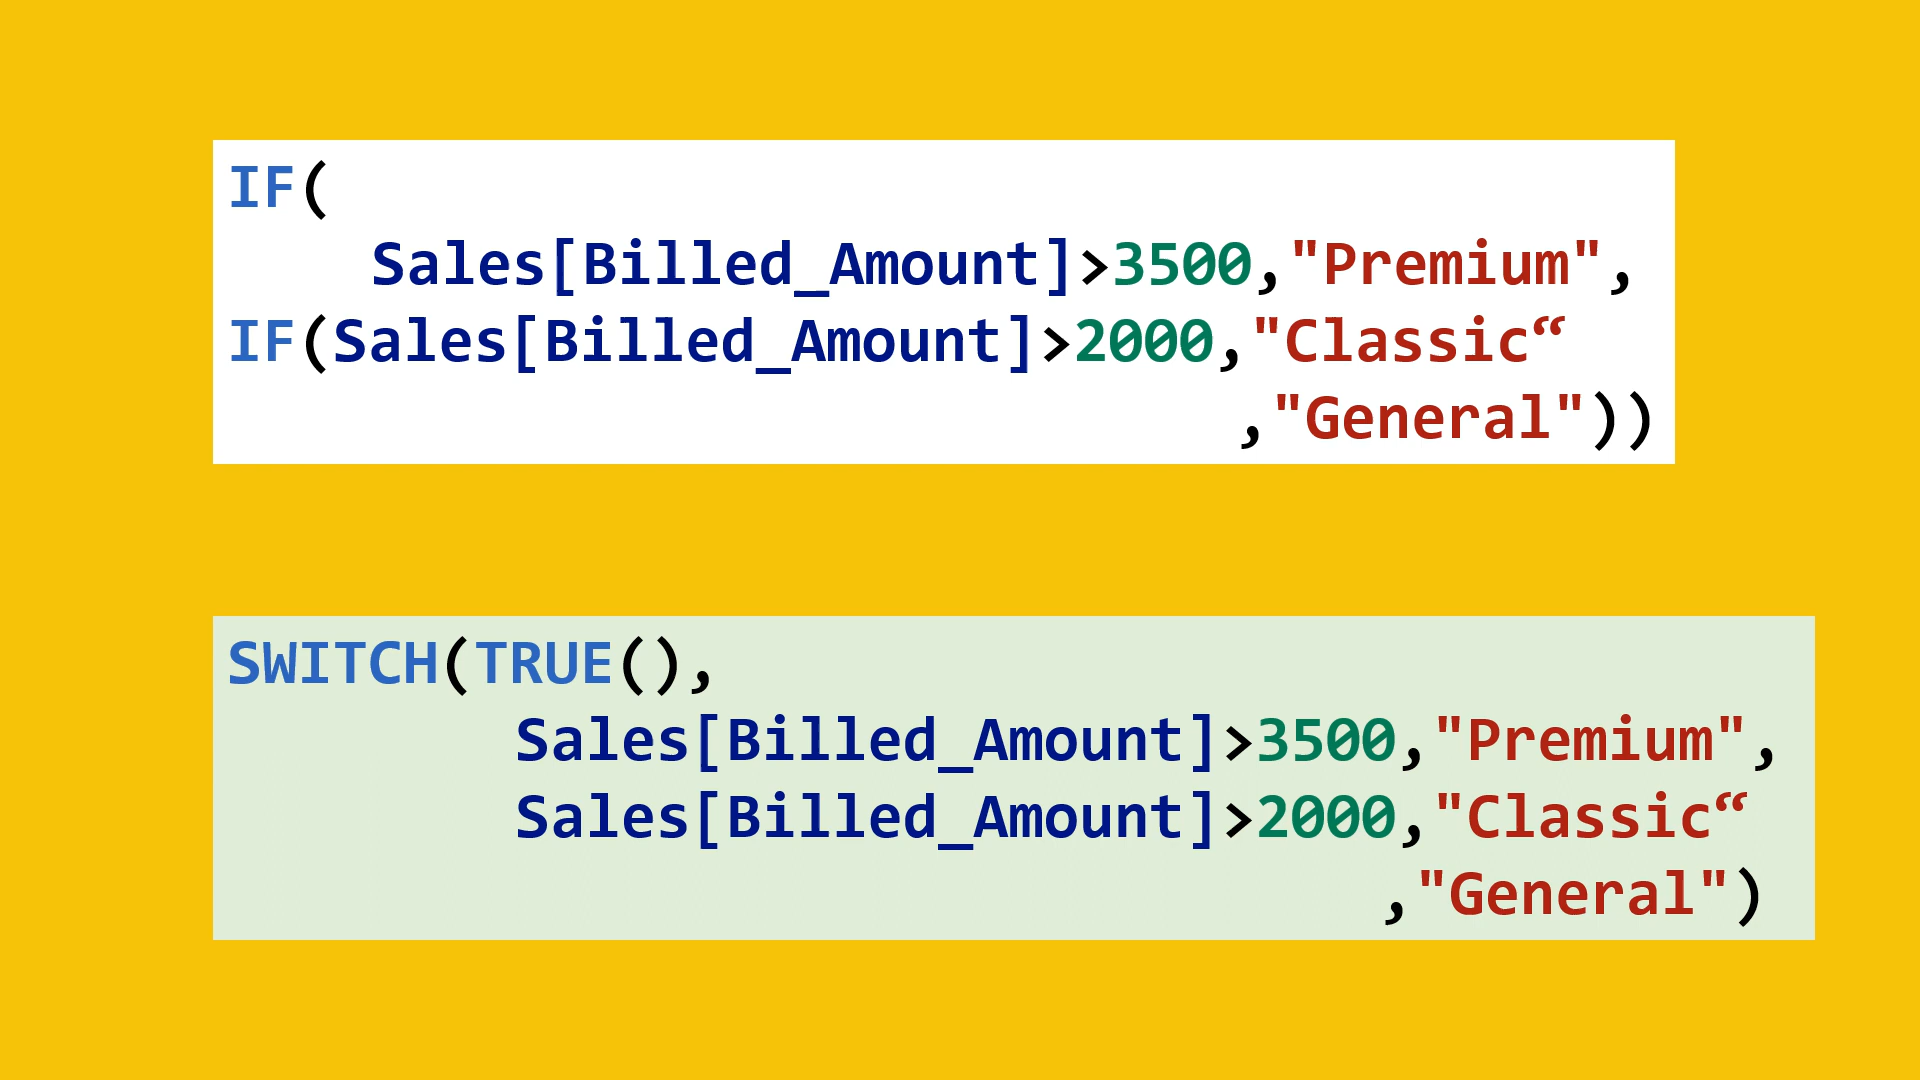 IF(
Sales[Billed_Amount]>3500,"Premium",
IF(Sales[Billed_Amount]>2000,"Classic“
,"General"))
SWITCH(TRUE(),
Sales[Billed_Amount]>3500,"Premium",
Sales[Billed_Amount]>2000,"Classic“
,"General")